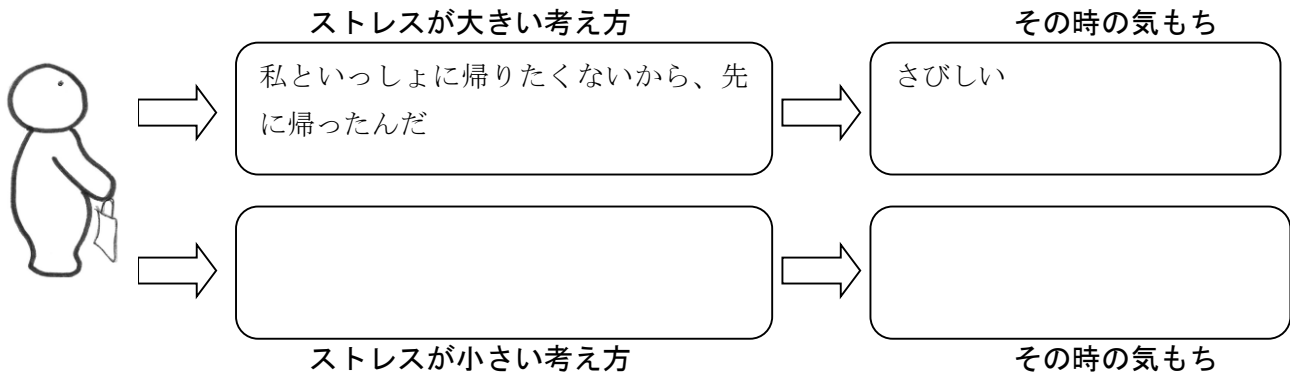 ストレスが大きい考え方
その時の気もち
私といっしょに帰りたくないから、先
に帰ったんだ
さびしい
ストレスが小さい考え方
その時の気もち